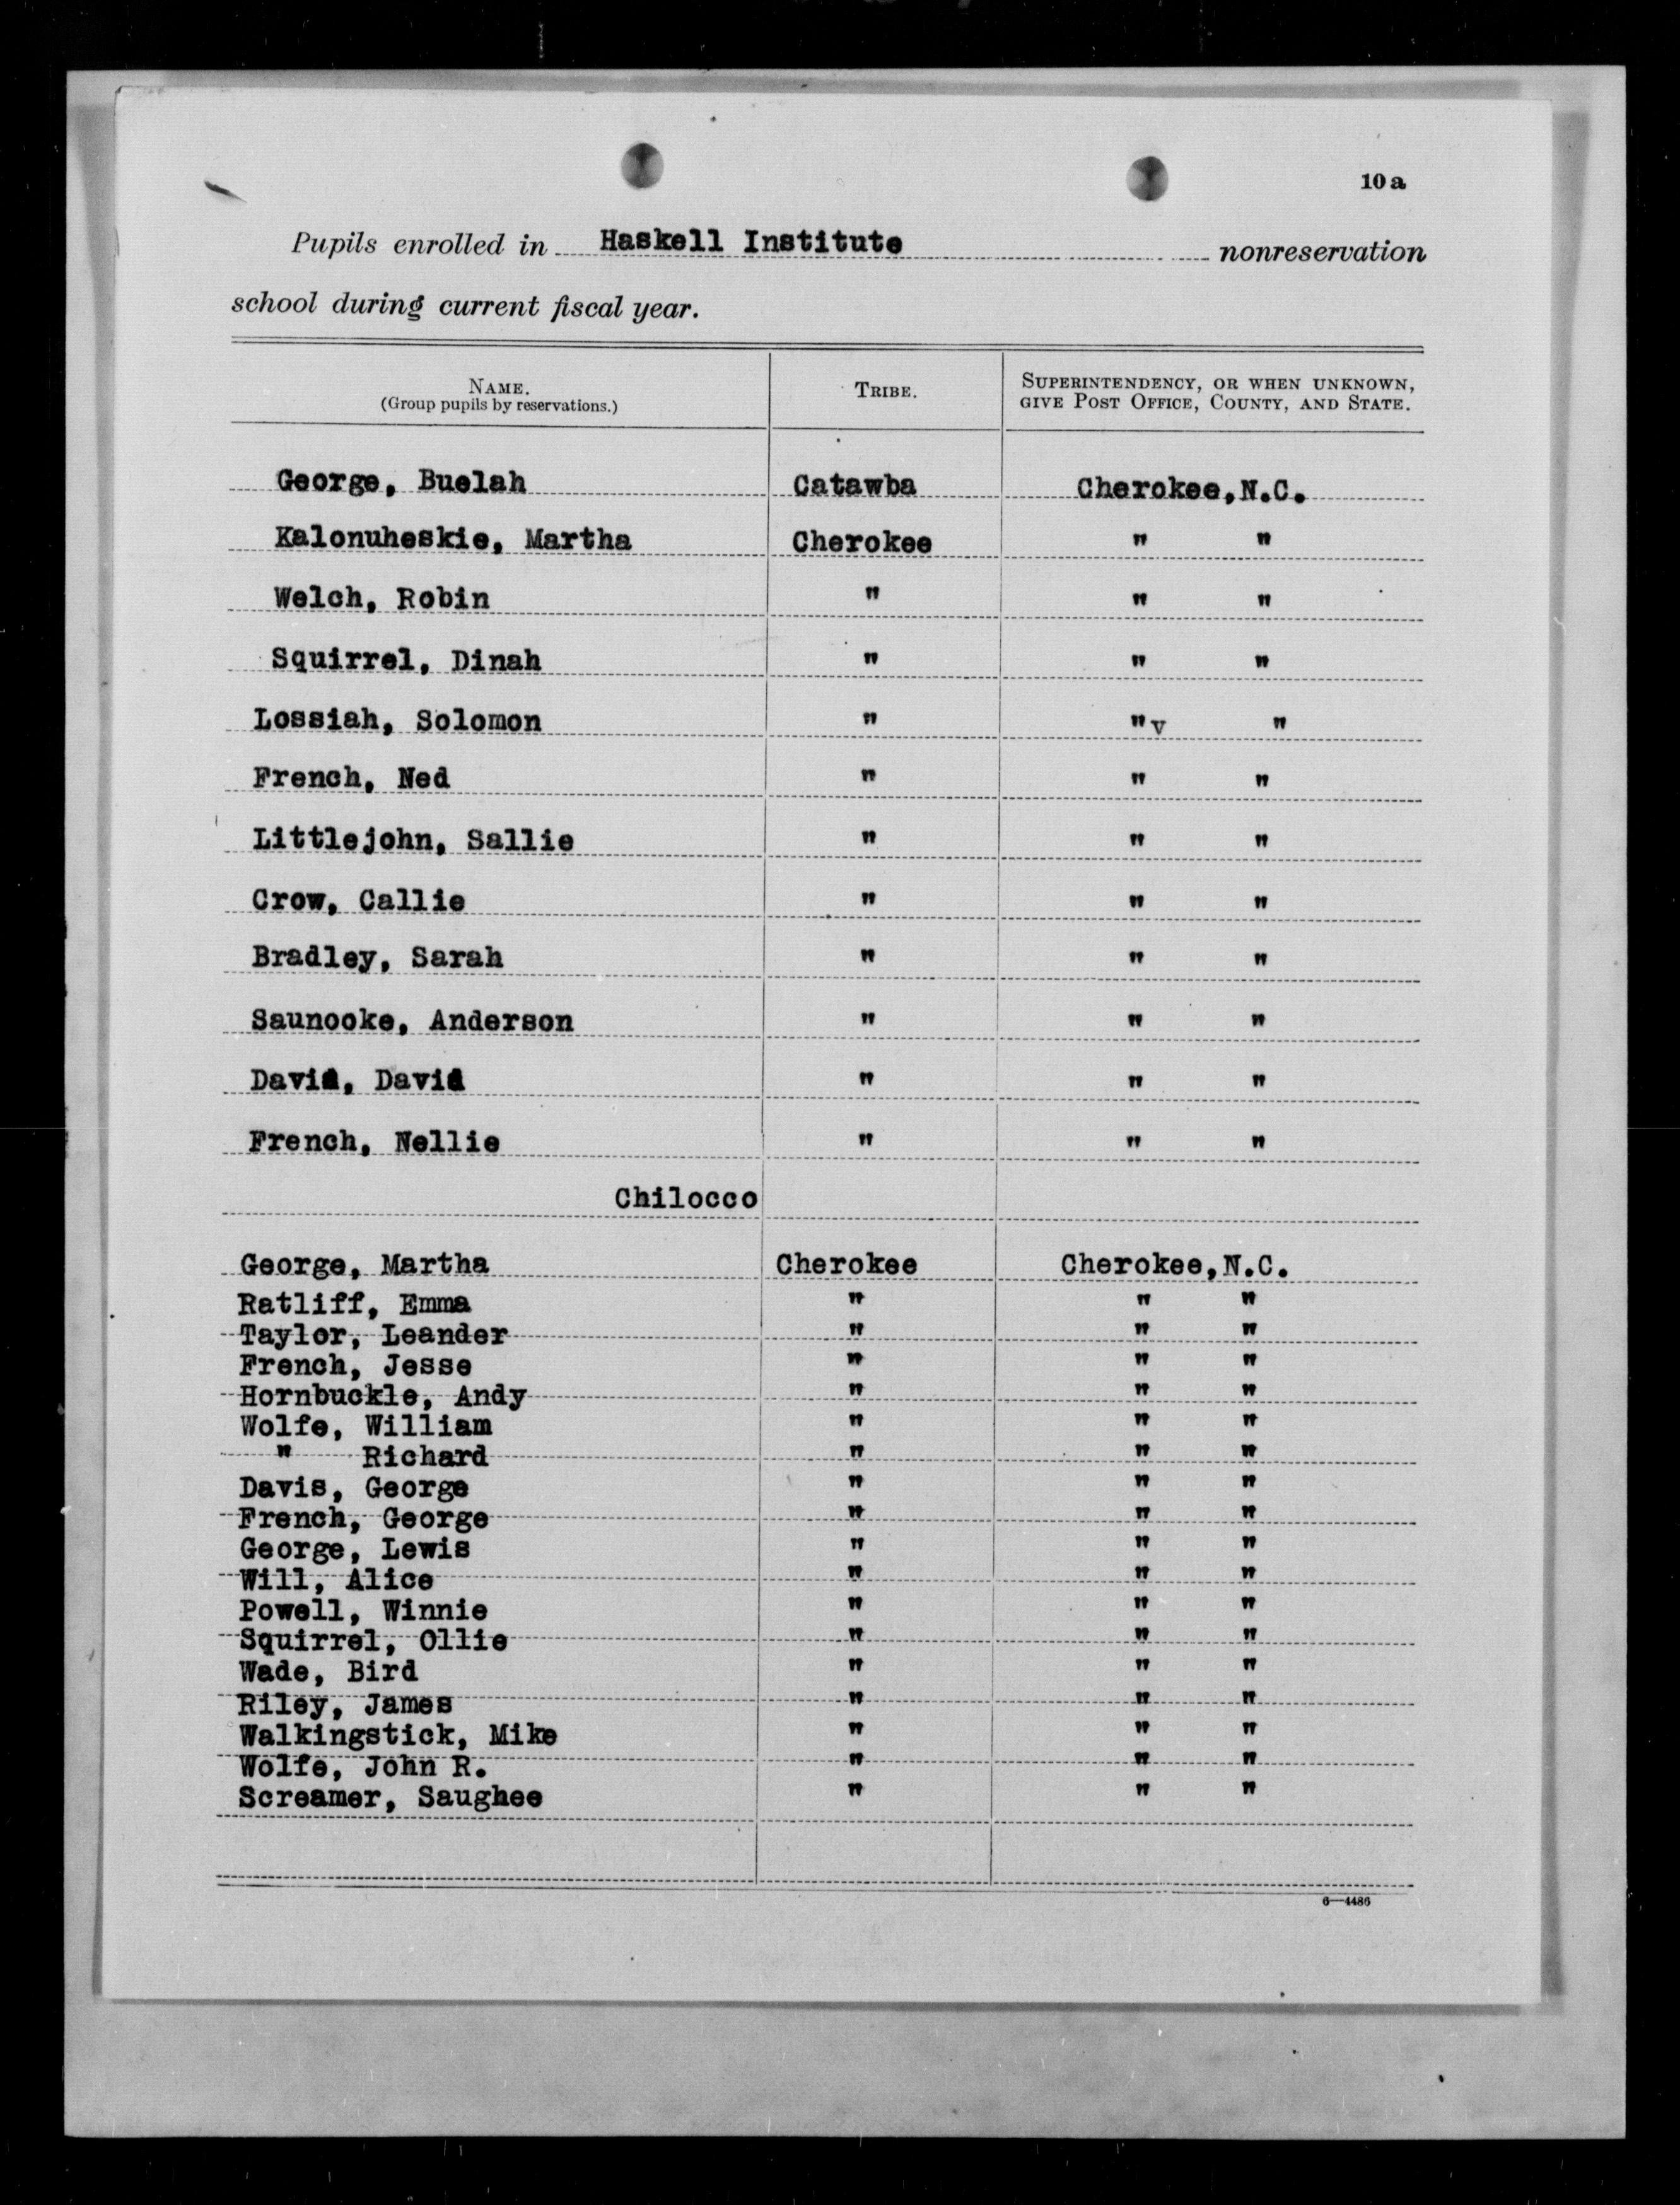 10a
Pupils enrolled in Haskell Institute nonreservation
school during current fiscal year.
NAME. TRIBE. SUPERINTENDENCY, OR WHEN UNKNOWN,
(Group pupils by reservations.) GIVE POST OFFICE, COUNTY, AND STATE.
George, Buelah Catawba Cherokee,N.C.
Kalonuheskie, Martha Cherokee " "
Welch, Robin " " "
Squirrel, Dinah " " "
Lossiah, Solomon " "v "
French, Ned " " "
Littlejohn, Sallie " " "
Crow, Callie " " "
Bradley, Sarah " " "
Saunooke, Anderson " " "
David, David " " "
French, Nellie " " "
Chilocco
George, Martha Cherokee Cherokee,N.C.
Ratliff, Emma " " "
Taylor, Leander " " "
French, Jesse " " "
Hornbuckle, Andy " " "
Wolfe, William " " "
" Richard " " "
Davis, George " " "
French, George " " "
George, Lewis " " "
Will, Alice " " "
Powell, Winnie " " "
Squirrel, Ollie " " "
Wade, Bird " " "
Riley, James " " "
Walkingstick, Mike " " "
Wolfe, John R. " " "
Screamer, Saughee " " "
6—4486